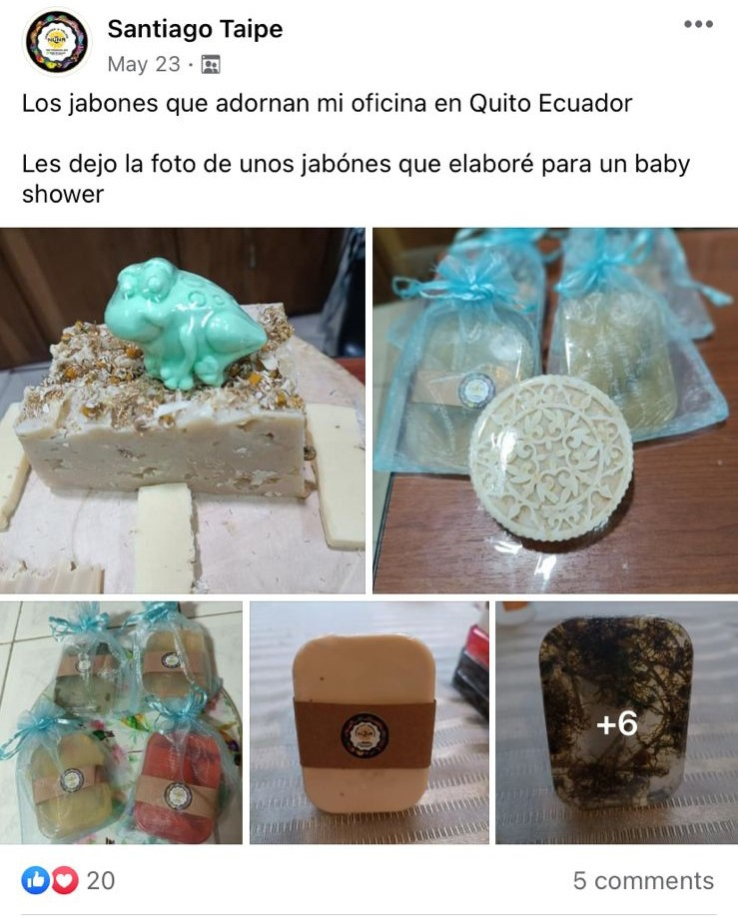 Santiago Taipe
May 23 ·
Los jabones que adornan mi oficina en Quito Ecuador
Les dejo la foto de unos jabónes que elaboré para un baby
shower
+6
20
5 comments